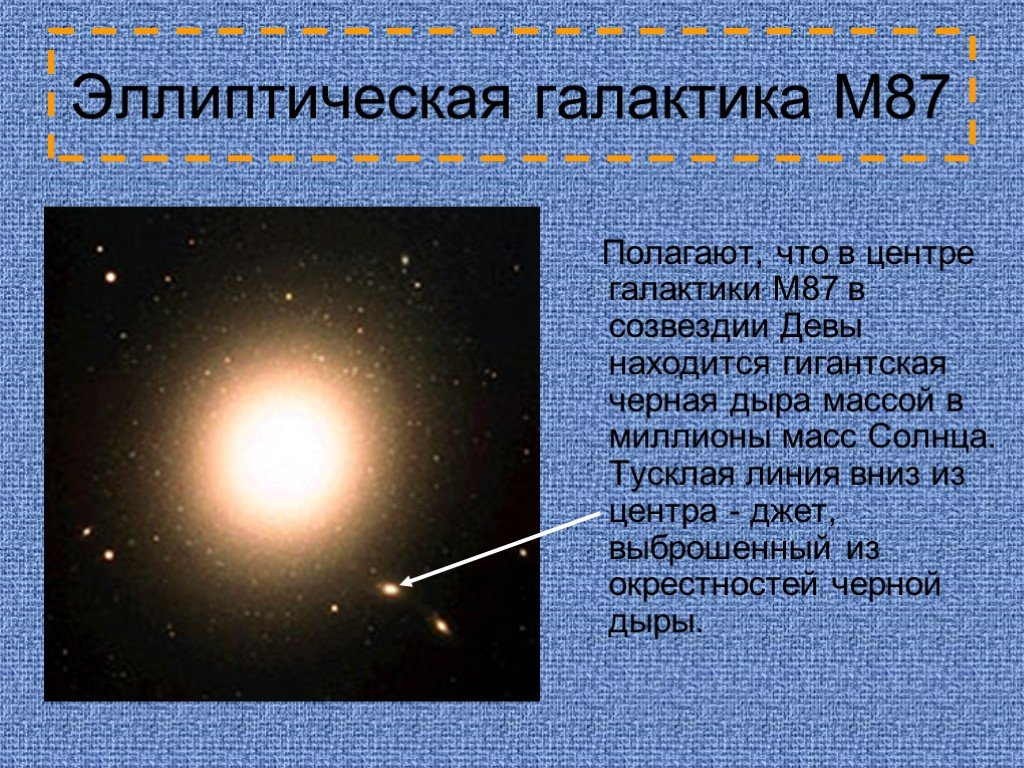 Эллиптическая галактика М87
Полагают, что в центре
галактики М87 в
созвездии Девы
находится гигантская
черная дыра массой в
миллионы масс Солнца.
Тусклая линия вниз из
центра - джет,
выброшенный из
окрестностей черной
дыры.